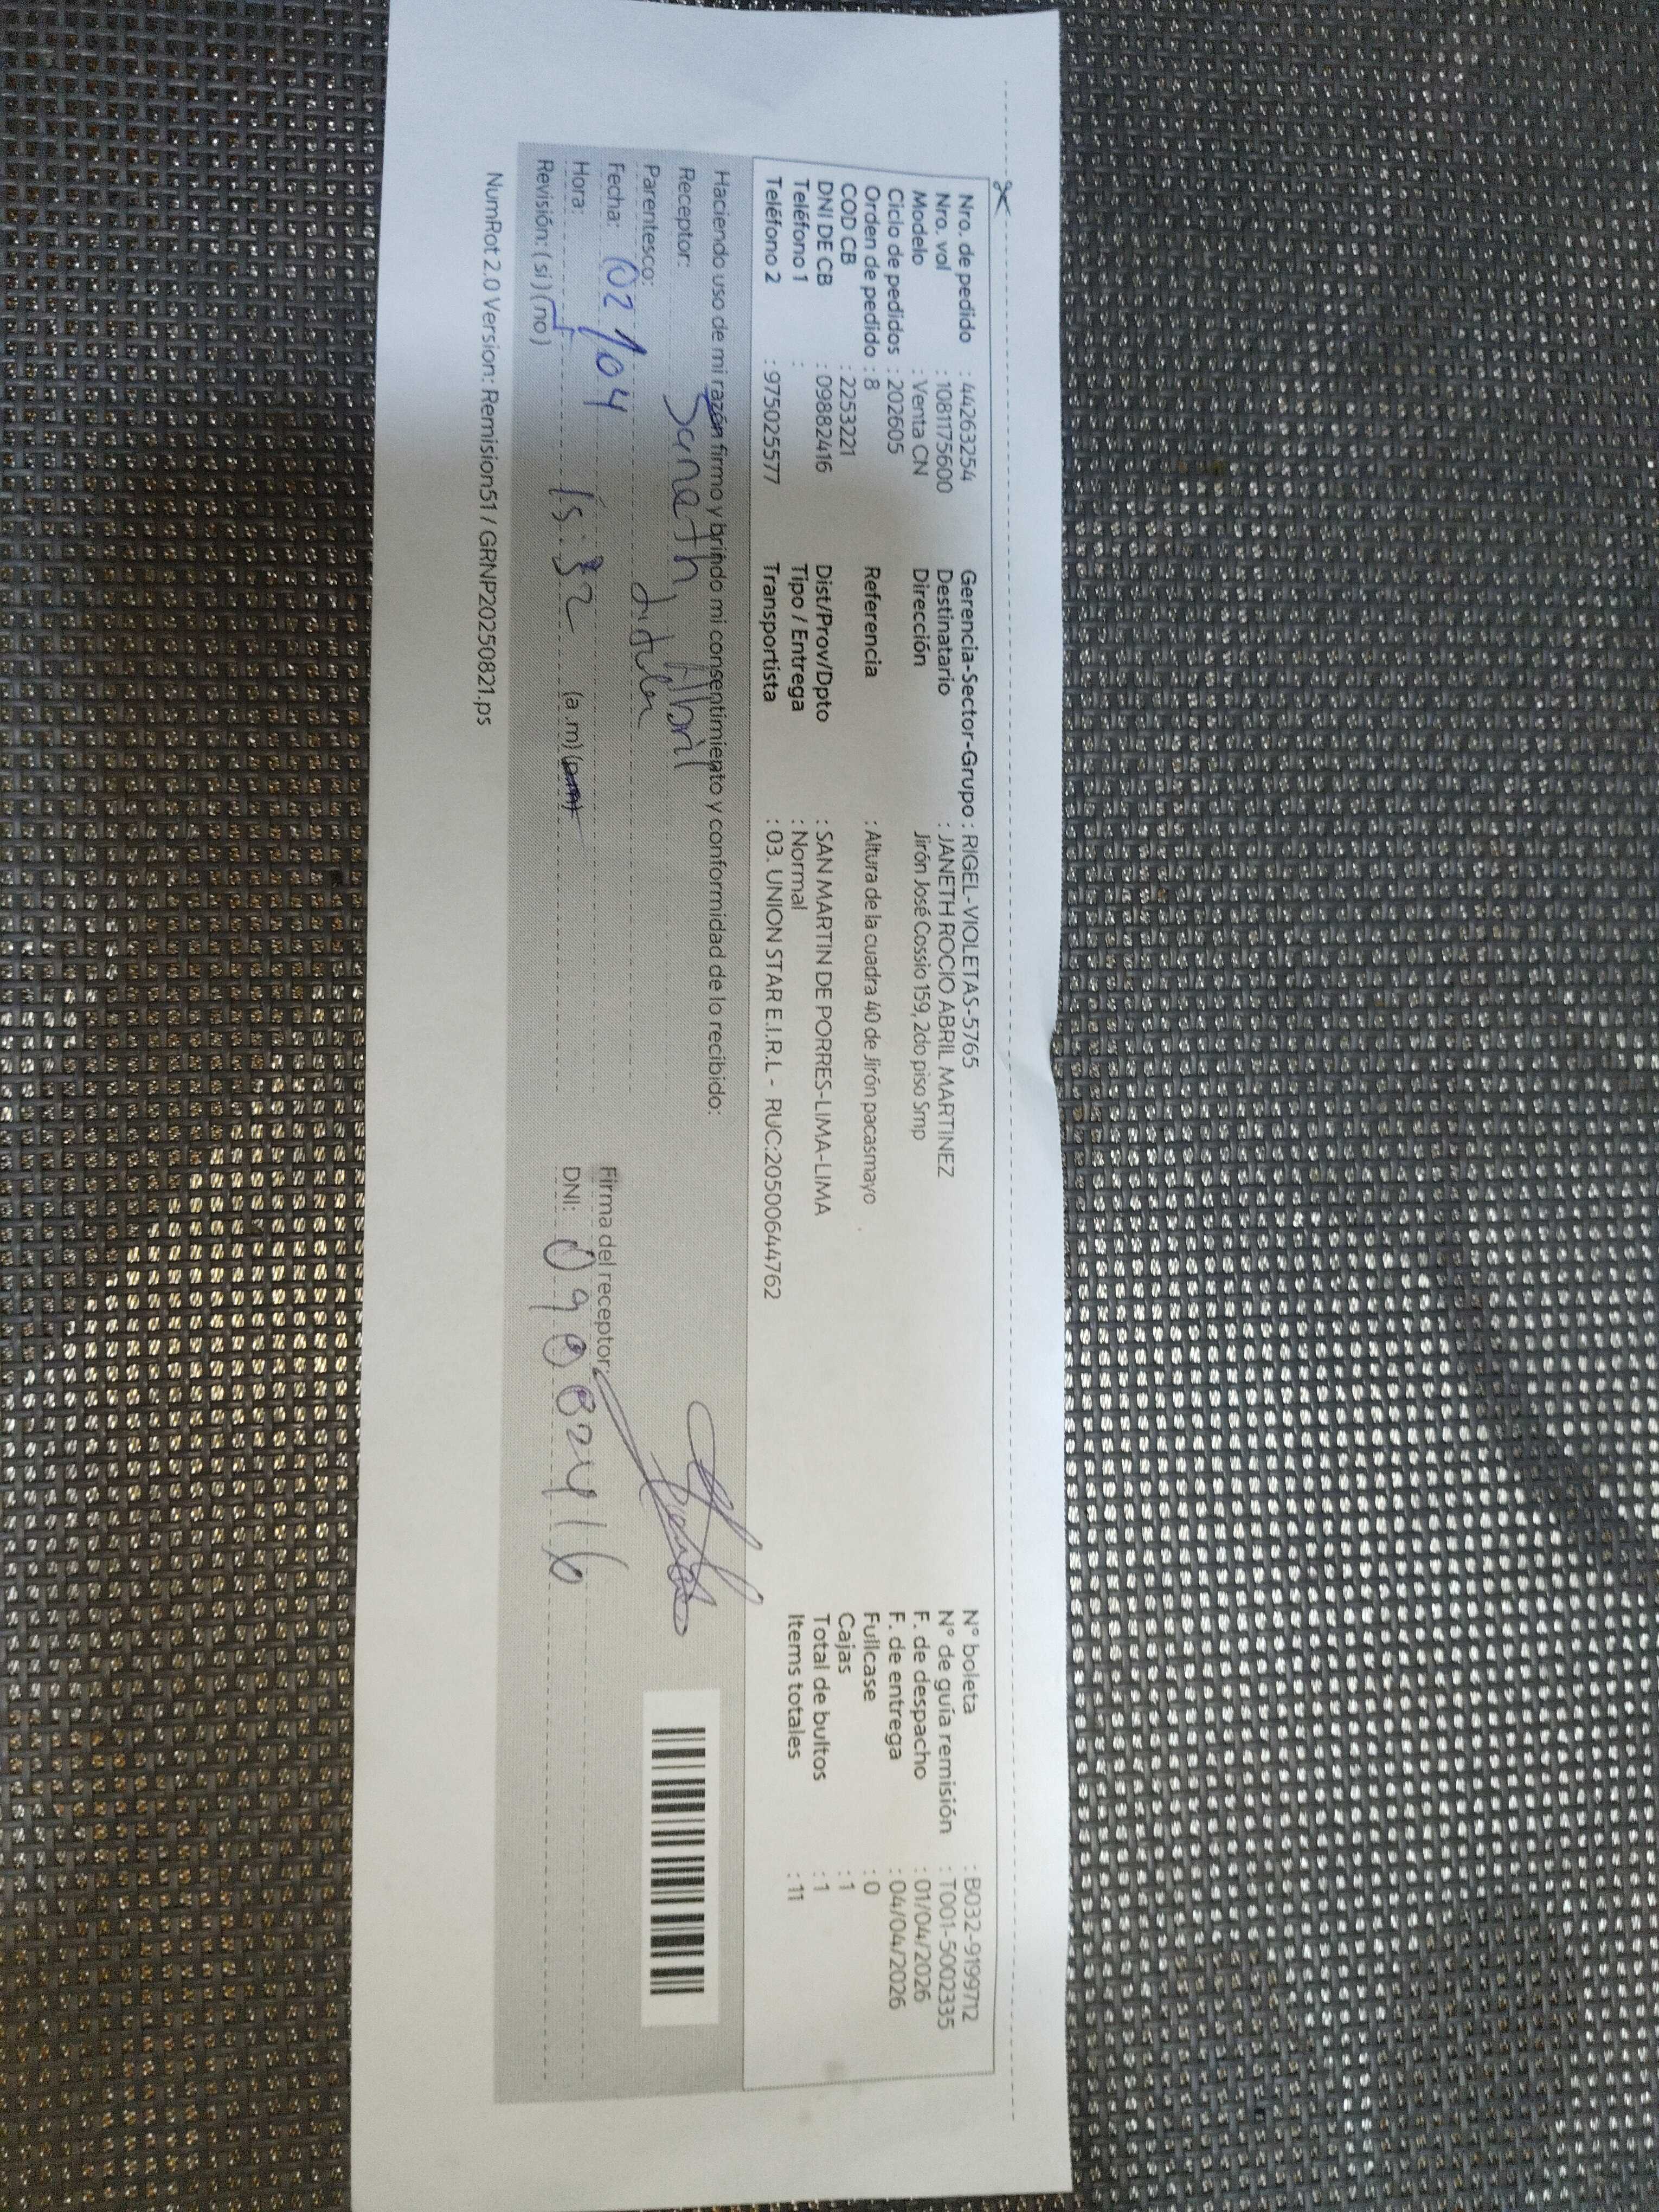 Nro. de pedido : 44263254
Nro. vol : 1081175600
Modelo : Venta CN
Ciclo de pedidos : 202605
Orden de pedido : 8
COD CB : 2253221
DNI DE CB : 09882416
Teléfono 1 :
Teléfono 2 : 975025577
Gerencia-Sector-Grupo : RIGEL-VIOLETAS-5765
Destinatario : JANETH ROCIO ABRIL MARTINEZ
Dirección Jirón José Cossio 159, 2do piso Smp
Referencia : Altura de la cuadra 40 de Jirón pacasmayo
Dist/Prov/Dpto : SAN MARTIN DE PORRES-LIMA-LIMA
Tipo / Entrega : Normal
Transportista : 03. UNION STAR E.I.R.L - RUC:20500644762
N° boleta : B032-9199712
N° de guía remisión : T001-5002335
F. de despacho : 01/04/2026
F. de entrega : 04/04/2026
Fullcase : 0
Cajas : 1
Total de bultos : 1
Items totales : 11
Haciendo uso de mi razón firmo y brindo mi consentimiento y conformidad de lo recibido:
Receptor: Janeth Abril
Parentesco: titular
Fecha: 02/04
Hora: 15:32 (a.m) (p.m)
Revisión: (si) (no)
Firma del receptor:
DNI: 09882416
NumRot 2.0 Version: Remision51 / GRNP20250821.ps